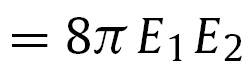 = 8π E₁ E₂